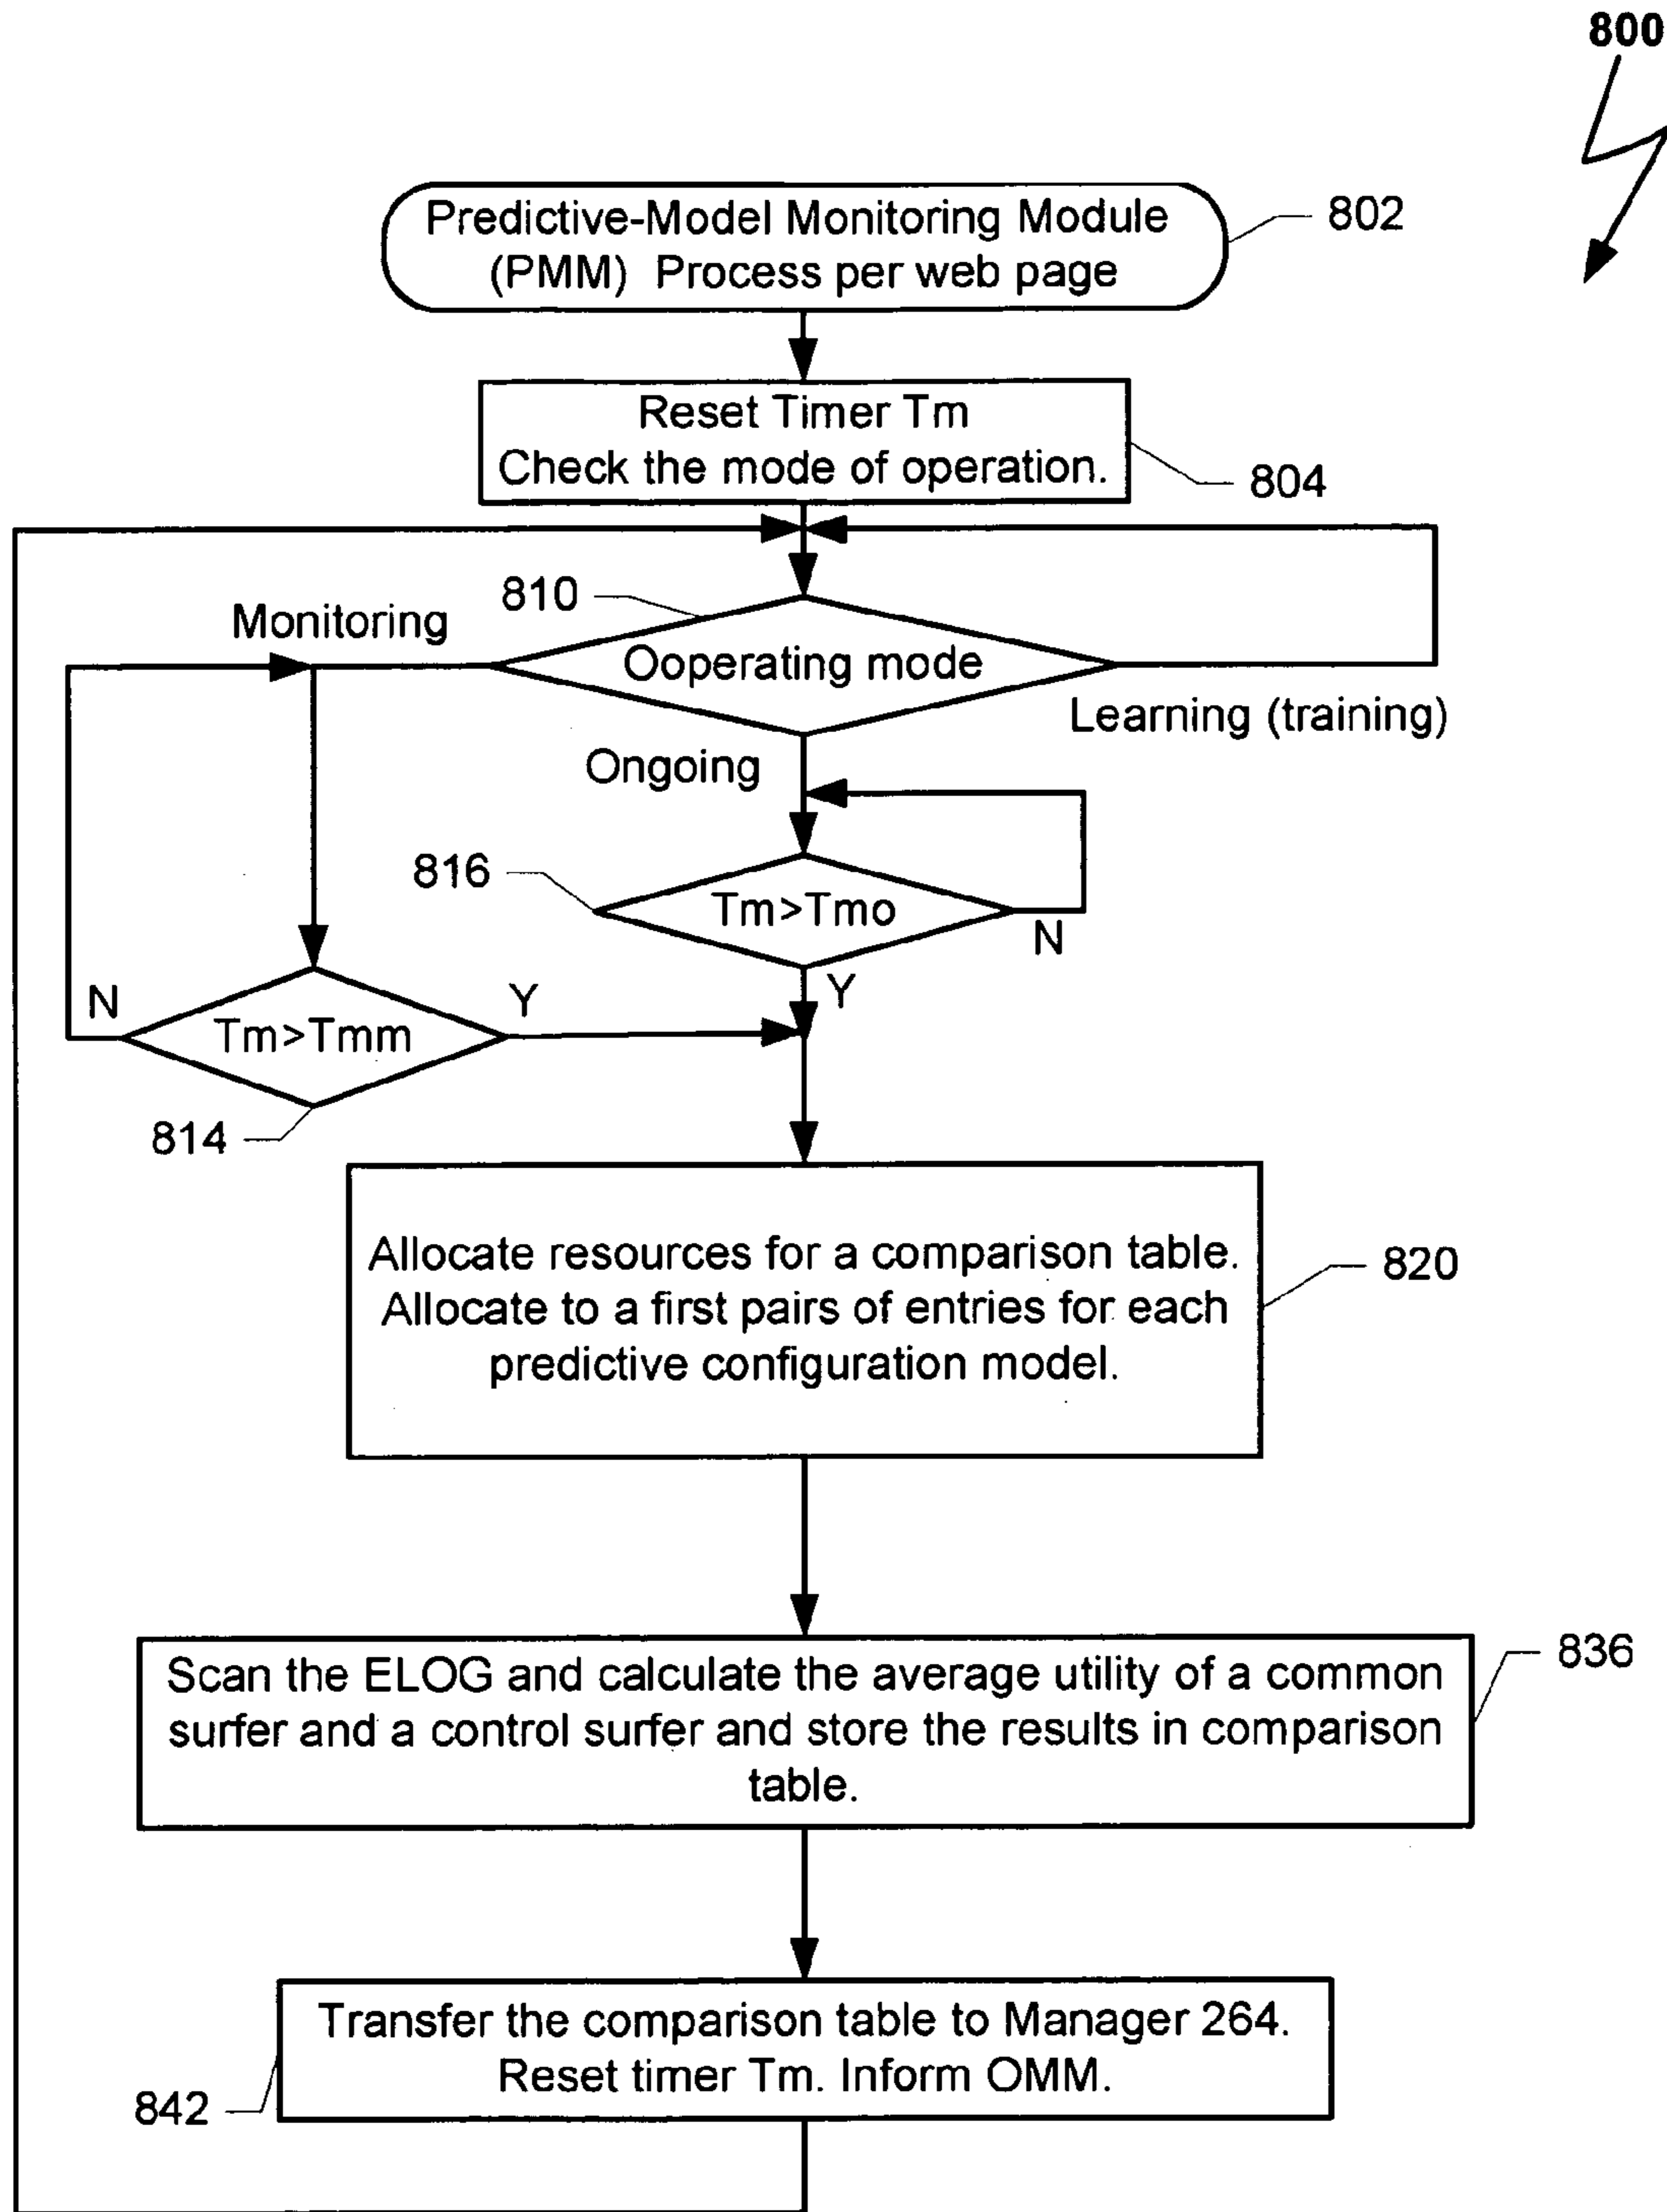 800
Predictive-Model Monitoring Module
(PMM) Process per web page
802
Reset Timer Tm
Check the mode of operation.
804
810
Monitoring
Ooperating mode
Learning (training)
Ongoing
816
Tm>Tmo
N
Y
N
Tm>Tmm
Y
814
Allocate resources for a comparison table.
Allocate to a first pairs of entries for each
predictive configuration model.
820
Scan the ELOG and calculate the average utility of a common
surfer and a control surfer and store the results in comparison
table.
836
Transfer the comparison table to Manager 264.
Reset timer Tm. Inform OMM.
842